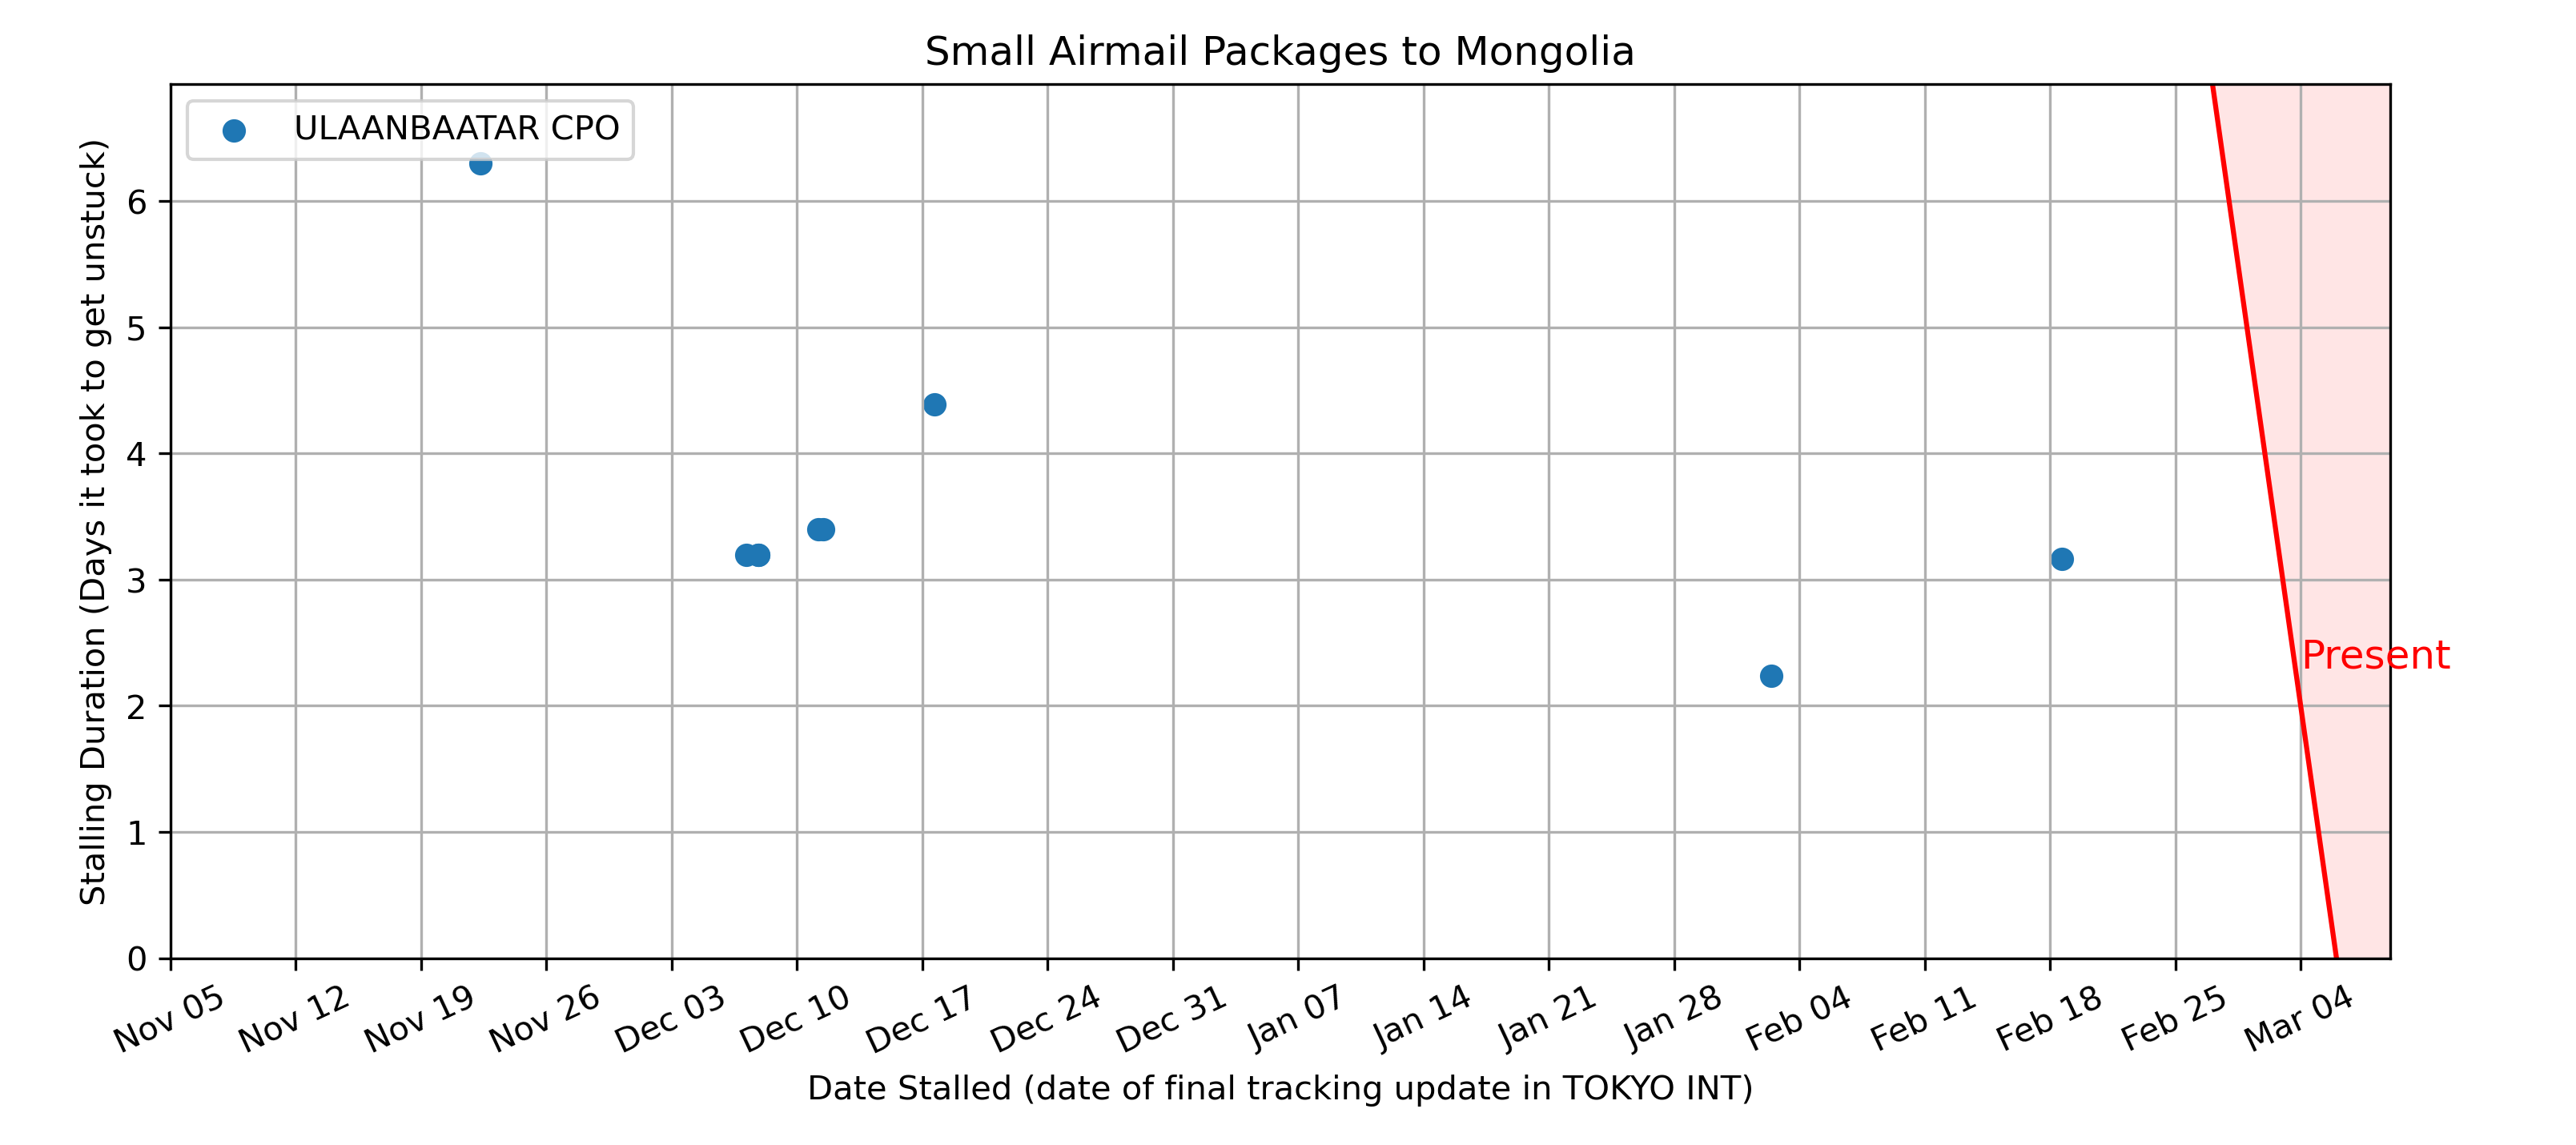 Small Airmail Packages to Mongolia
ULAANBAATAR CPO
Stalling Duration (Days it took to get unstuck)
6
5
4
3
2
1
0
Present
Nov 05
Nov 12
Nov 19
Nov 26
Dec 03
Dec 10
Dec 17
Dec 24
Dec 31
Jan 07
Jan 14
Jan 21
Jan 28
Feb 04
Feb 11
Feb 18
Feb 25
Mar 04
Date Stalled (date of final tracking update in TOKYO INT)